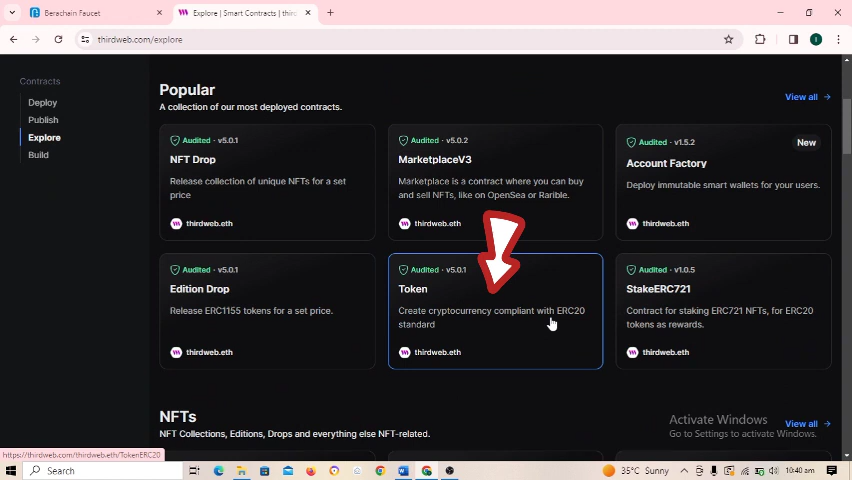 Berachain Faucet
Explore | Smart Contracts | third
thirdweb.com/explore
I
Contracts
Deploy
Publish
Explore
Build
Popular
A collection of our most deployed contracts.
View all →
Audited · v5.0.1
NFT Drop
Release collection of unique NFTs for a set
price
thirdweb.eth
Audited · v5.0.2
MarketplaceV3
Marketplace is a contract where you can buy
and sell NFTs, like on OpenSea or Rarible.
thirdweb.eth
Audited · v1.5.2
New
Account Factory
Deploy immutable smart wallets for your users.
thirdweb.eth
Audited · v5.0.1
Edition Drop
Release ERC1155 tokens for a set price.
thirdweb.eth
Audited · v5.0.1
Token
Create cryptocurrency compliant with ERC20
standard
thirdweb.eth
Audited · v1.0.5
StakeERC721
Contract for staking ERC721 NFTs, for ERC20
tokens as rewards.
thirdweb.eth
NFTs
NFT Collections, Editions, Drops and everything else NFT-related.
View all →
Activate Windows
Go to Settings to activate Windows.
https://thirdweb.com/thirdweb.eth/TokenERC20
Search
35°C Sunny
10:40 am